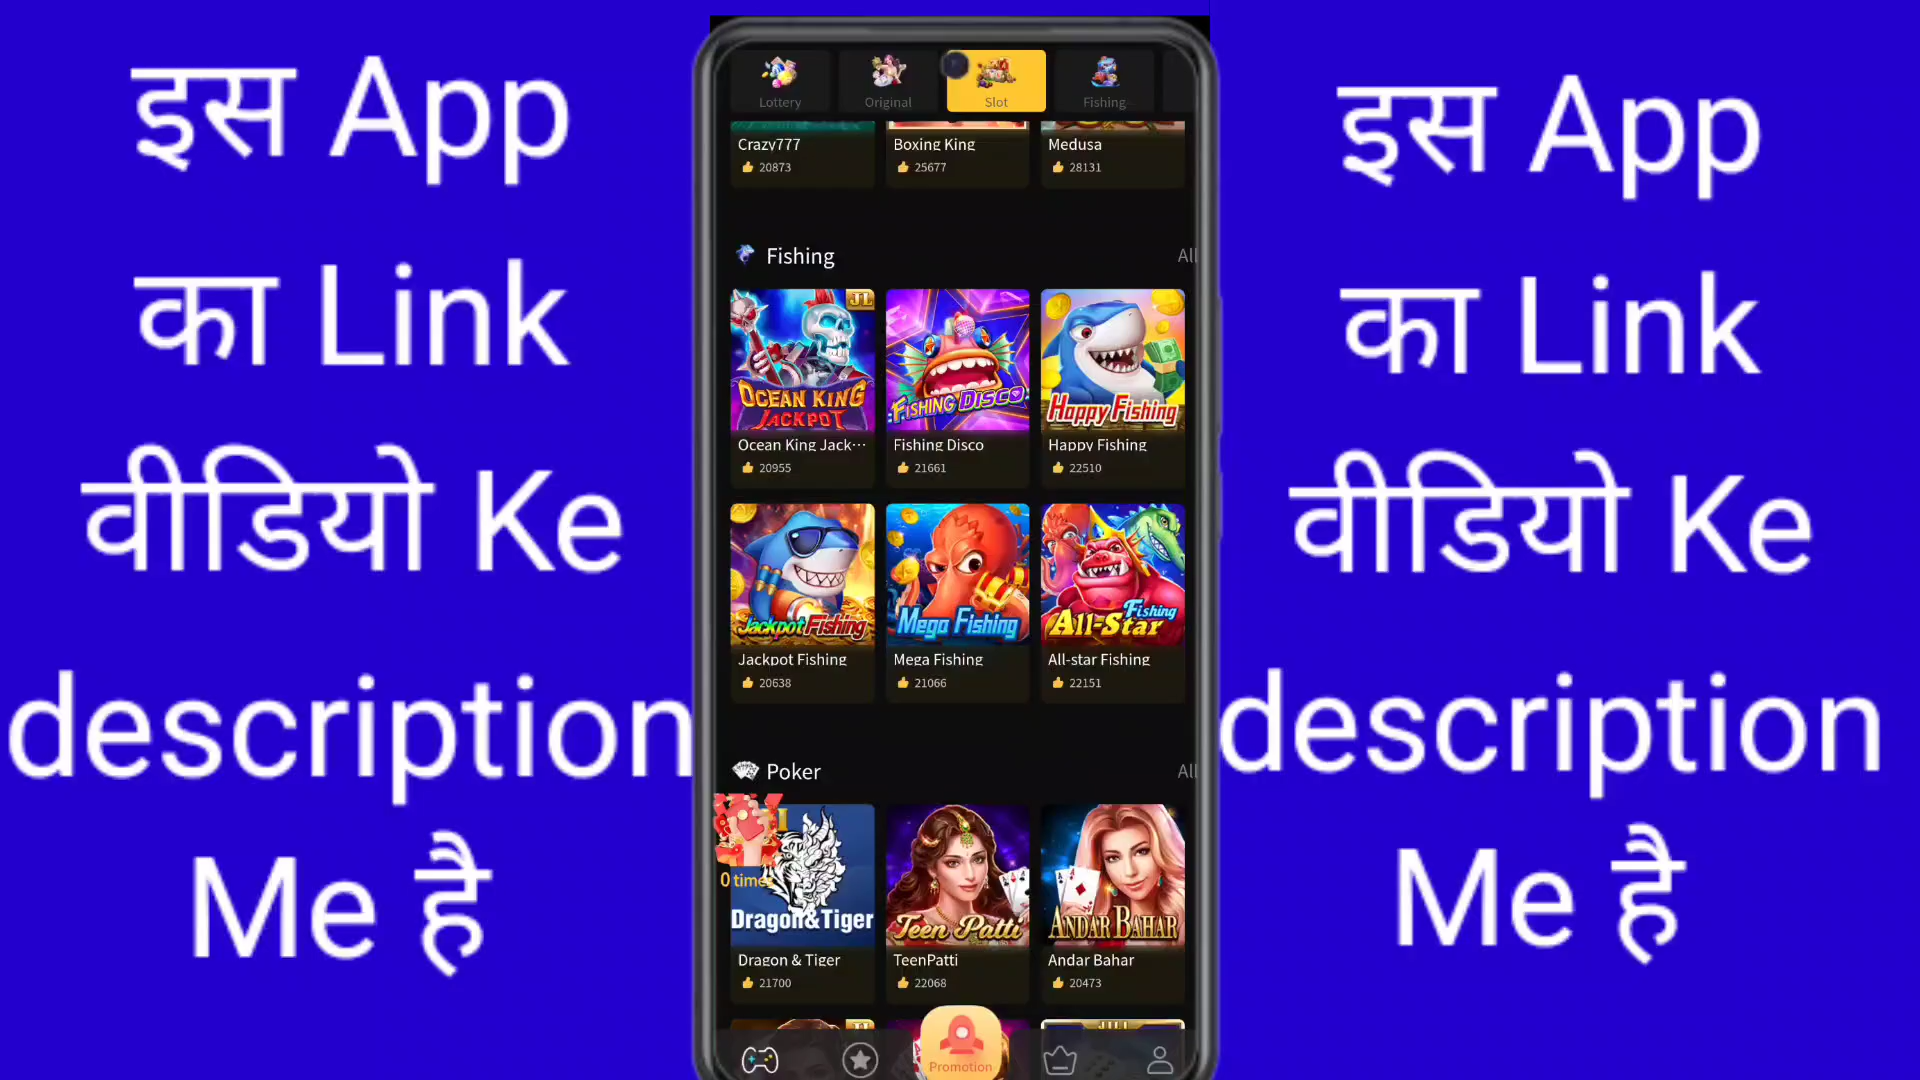 इस App
का Link
वीडियो Ke
description
Me है
Lottery
Original
Slot
Fishing
Crazy777
20873
Boxing King
25677
Medusa
28131
Fishing
All
JL
OCEAN KING
JACKPOT
Ocean King Jack···
20955
FISHING DISCO
Fishing Disco
21661
Happy Fishing
Happy Fishing
22510
Jackpot Fishing
Jackpot Fishing
20638
Mega Fishing
Mega Fishing
21066
Fishing
All-Star
All-star Fishing
22151
Poker
All
0 times
Dragon&Tiger
Dragon & Tiger
21700
Teen Patti
TeenPatti
22068
ANDAR BAHAR
Andar Bahar
20473
Promotion
इस App
का Link
वीडियो Ke
description
Me है